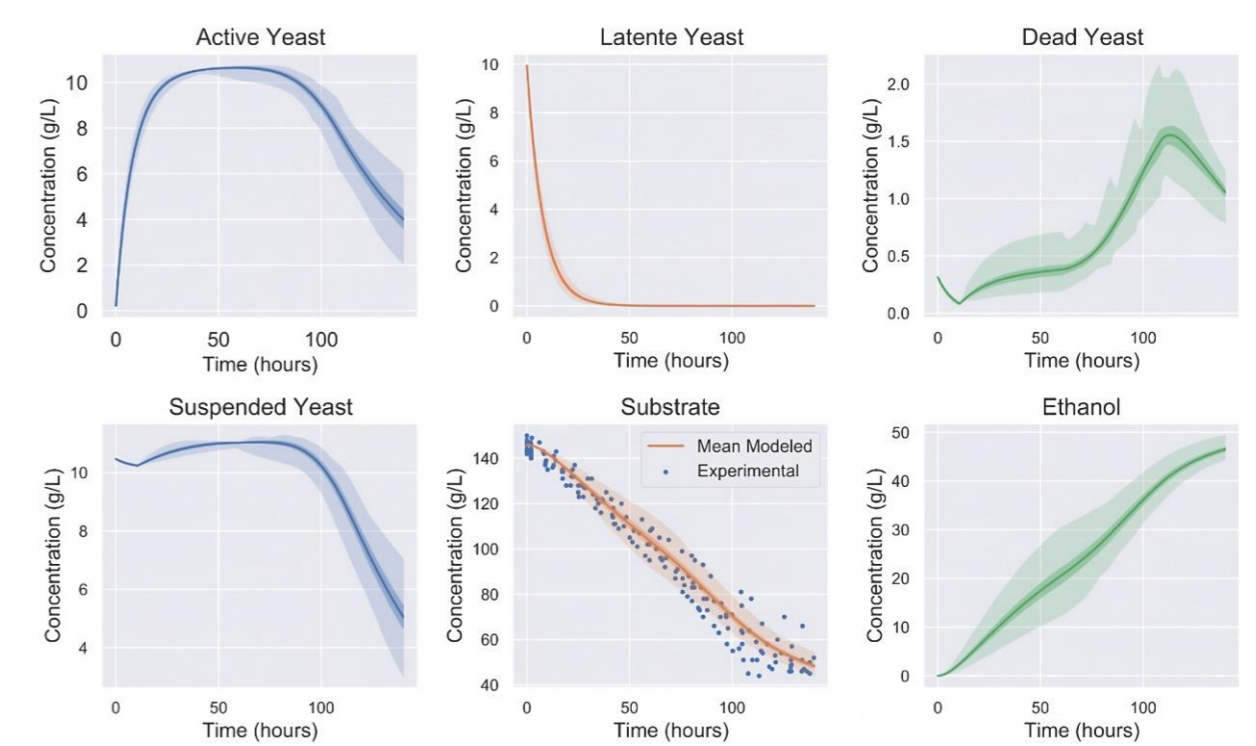 Active Yeast
Concentration (g/L)
10
8
6
4
2
0
0 50 100
Time (hours)
Latente Yeast
Concentration (g/L)
10
8
6
4
2
0
0 50 100
Time (hours)
Dead Yeast
Concentration (g/L)
2.0
1.5
1.0
0.5
0.0
0 50 100
Time (hours)
Suspended Yeast
Concentration (g/L)
10
8
6
4
0 50 100
Time (hours)
Substrate
Concentration (g/L)
140
120
100
80
60
40
Mean Modeled
Experimental
0 50 100
Time (hours)
Ethanol
Concentration (g/L)
50
40
30
20
10
0
0 50 100
Time (hours)